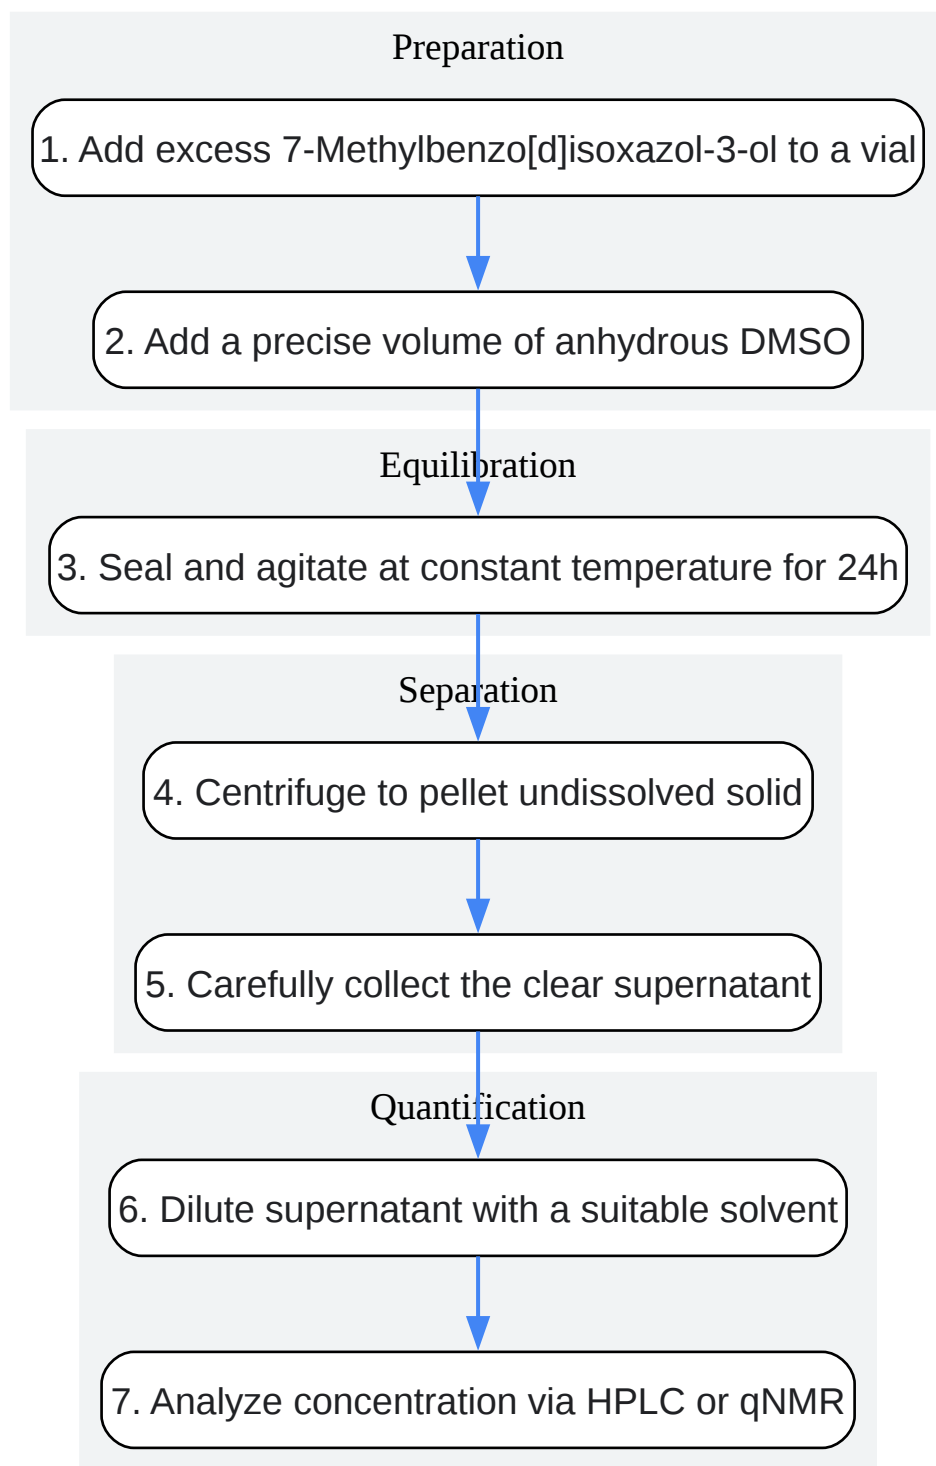 Preparation
1. Add excess 7-Methylbenzo[d]isoxazol-3-ol to a vial
2. Add a precise volume of anhydrous DMSO
Equilibration
3. Seal and agitate at constant temperature for 24h
Separation
4. Centrifuge to pellet undissolved solid
5. Carefully collect the clear supernatant
Quantification
6. Dilute supernatant with a suitable solvent
7. Analyze concentration via HPLC or qNMR